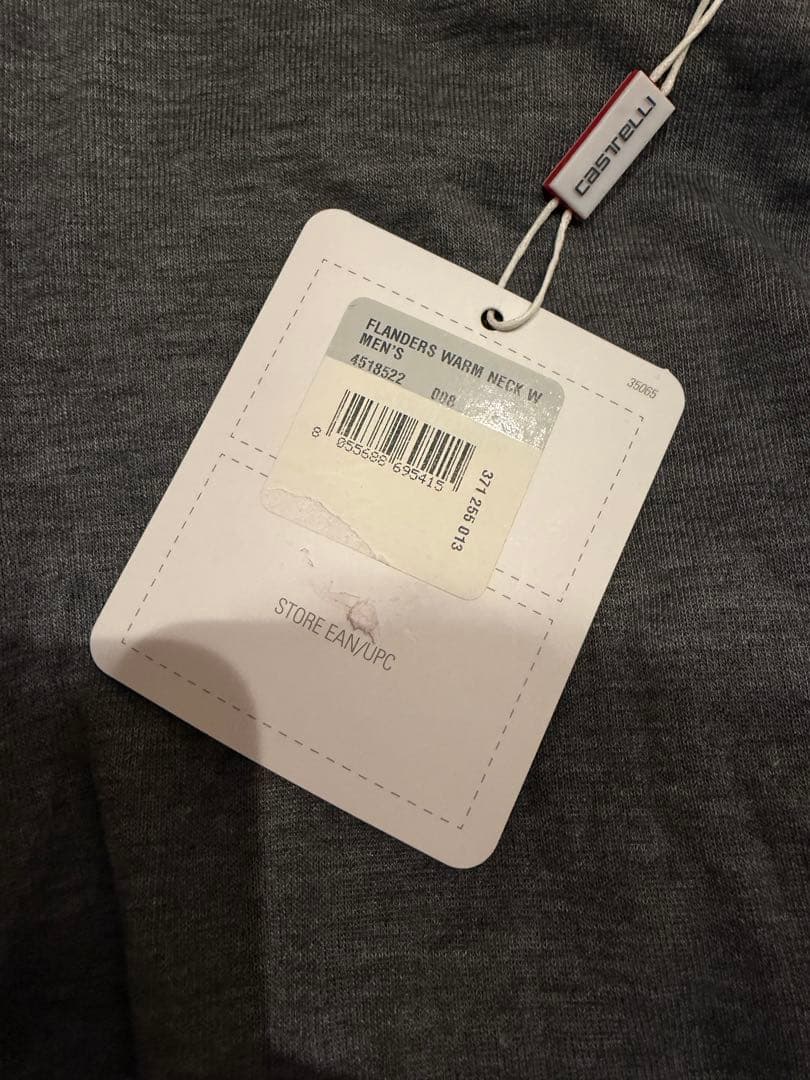 castelli
35065
FLANDERS WARM NECK W
MEN'S
4518522 008
8 055688 695415
371 255 013
STORE EAN/UPC